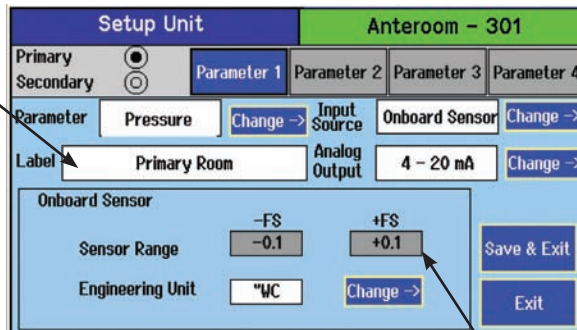 Setup Unit Anteroom – 301
Primary
Secondary
Parameter 1 Parameter 2 Parameter 3 Parameter 4
Parameter Pressure Change –> Input Source Onboard Sensor Change –>
Label Primary Room Analog Output 4 – 20 mA Change –>
Onboard Sensor
–FS +FS
Sensor Range –0.1 +0.1
Save & Exit
Engineering Unit "WC Change –>
Exit